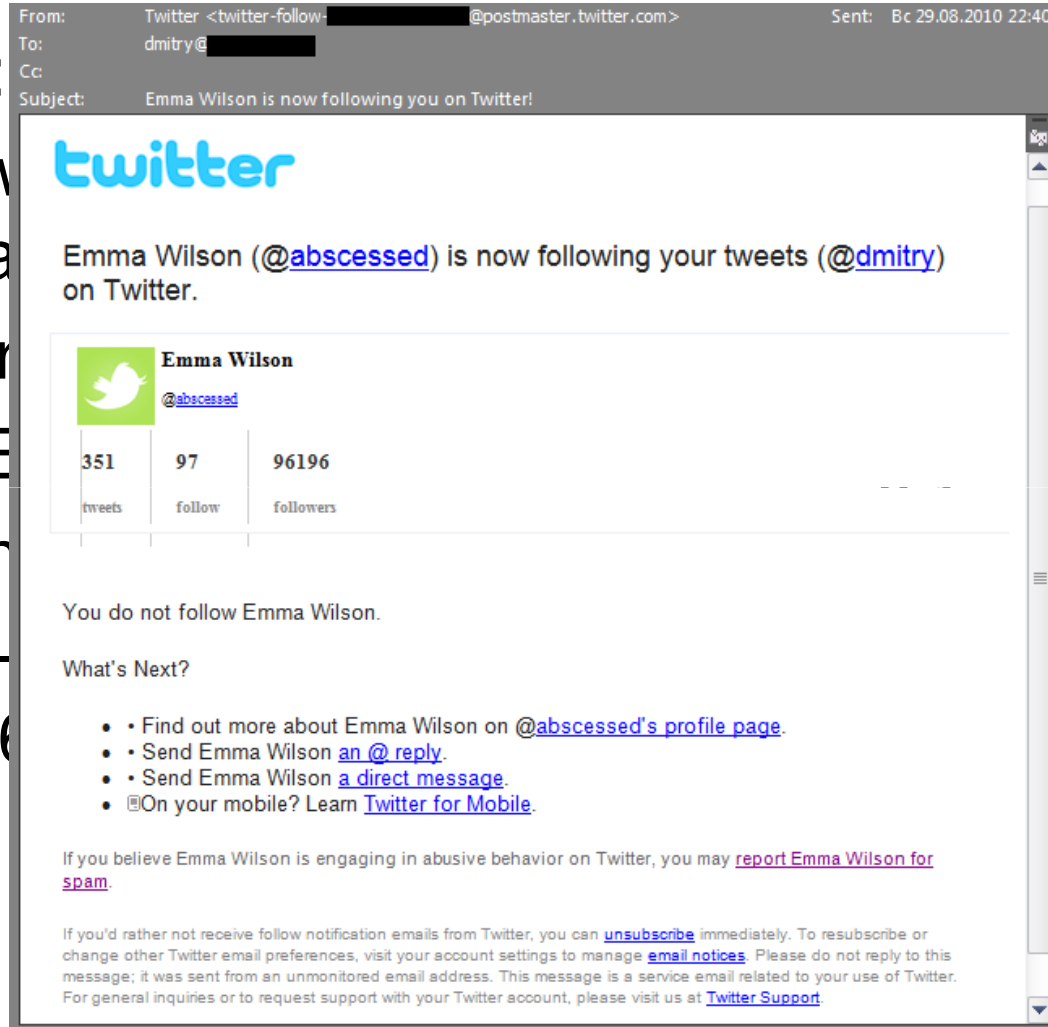 From: Twitter <twitter-follow- @postmaster.twitter.com> Sent: Вс 29.08.2010 22:40
To: dmitry@
Cc:
Subject: Emma Wilson is now following you on Twitter!
twitter
Emma Wilson (@abscessed) is now following your tweets (@dmitry)
on Twitter.
Emma Wilson
@abscessed
351 97 96196
tweets follow followers
You do not follow Emma Wilson.
What's Next?
• • Find out more about Emma Wilson on @abscessed's profile page.
• • Send Emma Wilson an @ reply.
• • Send Emma Wilson a direct message.
• On your mobile? Learn Twitter for Mobile.
If you believe Emma Wilson is engaging in abusive behavior on Twitter, you may report Emma Wilson for
spam.
If you'd rather not receive follow notification emails from Twitter, you can unsubscribe immediately. To resubscribe or
change other Twitter email preferences, visit your account settings to manage email notices. Please do not reply to this
message; it was sent from an unmonitored email address. This message is a service email related to your use of Twitter.
For general inquiries or to request support with your Twitter account, please visit us at Twitter Support.